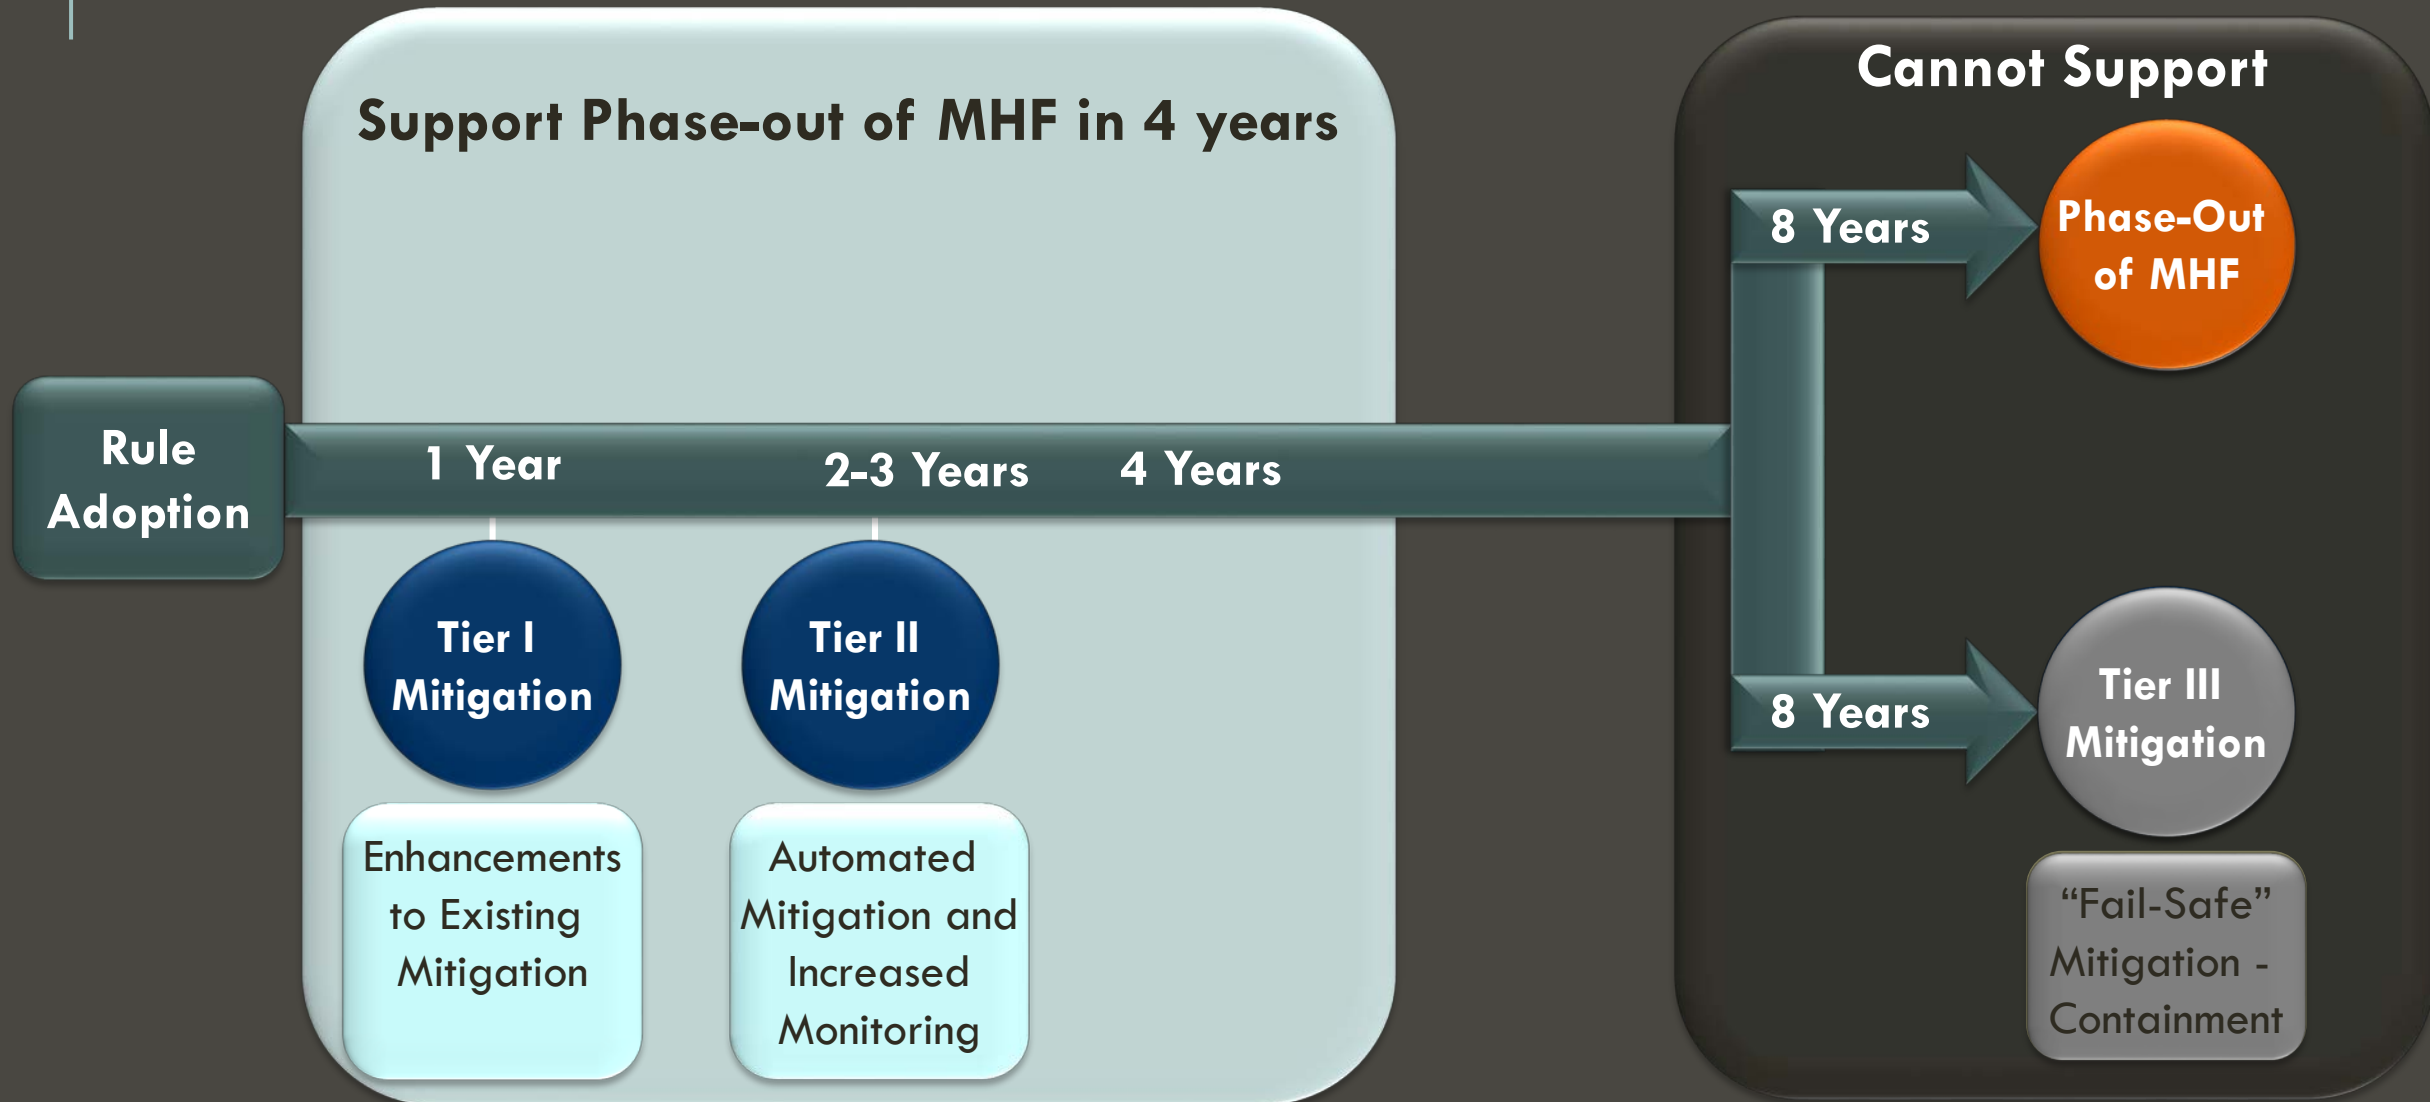 Support Phase-out of MHF in 4 years
Cannot Support
8 Years
Phase-Out
of MHF
Rule
Adoption
1 Year
2-3 Years
4 Years
Tier I
Mitigation
Tier II
Mitigation
8 Years
Tier III
Mitigation
Enhancements
to Existing
Mitigation
Automated
Mitigation and
Increased
Monitoring
“Fail-Safe”
Mitigation -
Containment